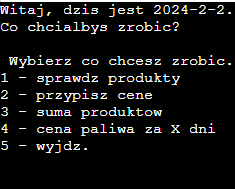 Witaj, dzis jest 2024-2-2.
Co chcialbys zrobic?
Wybierz co chcesz zrobic.
1 - sprawdz produkty
2 - przypisz cene
3 - suma produktow
4 - cena paliwa za X dni
5 - wyjdz.